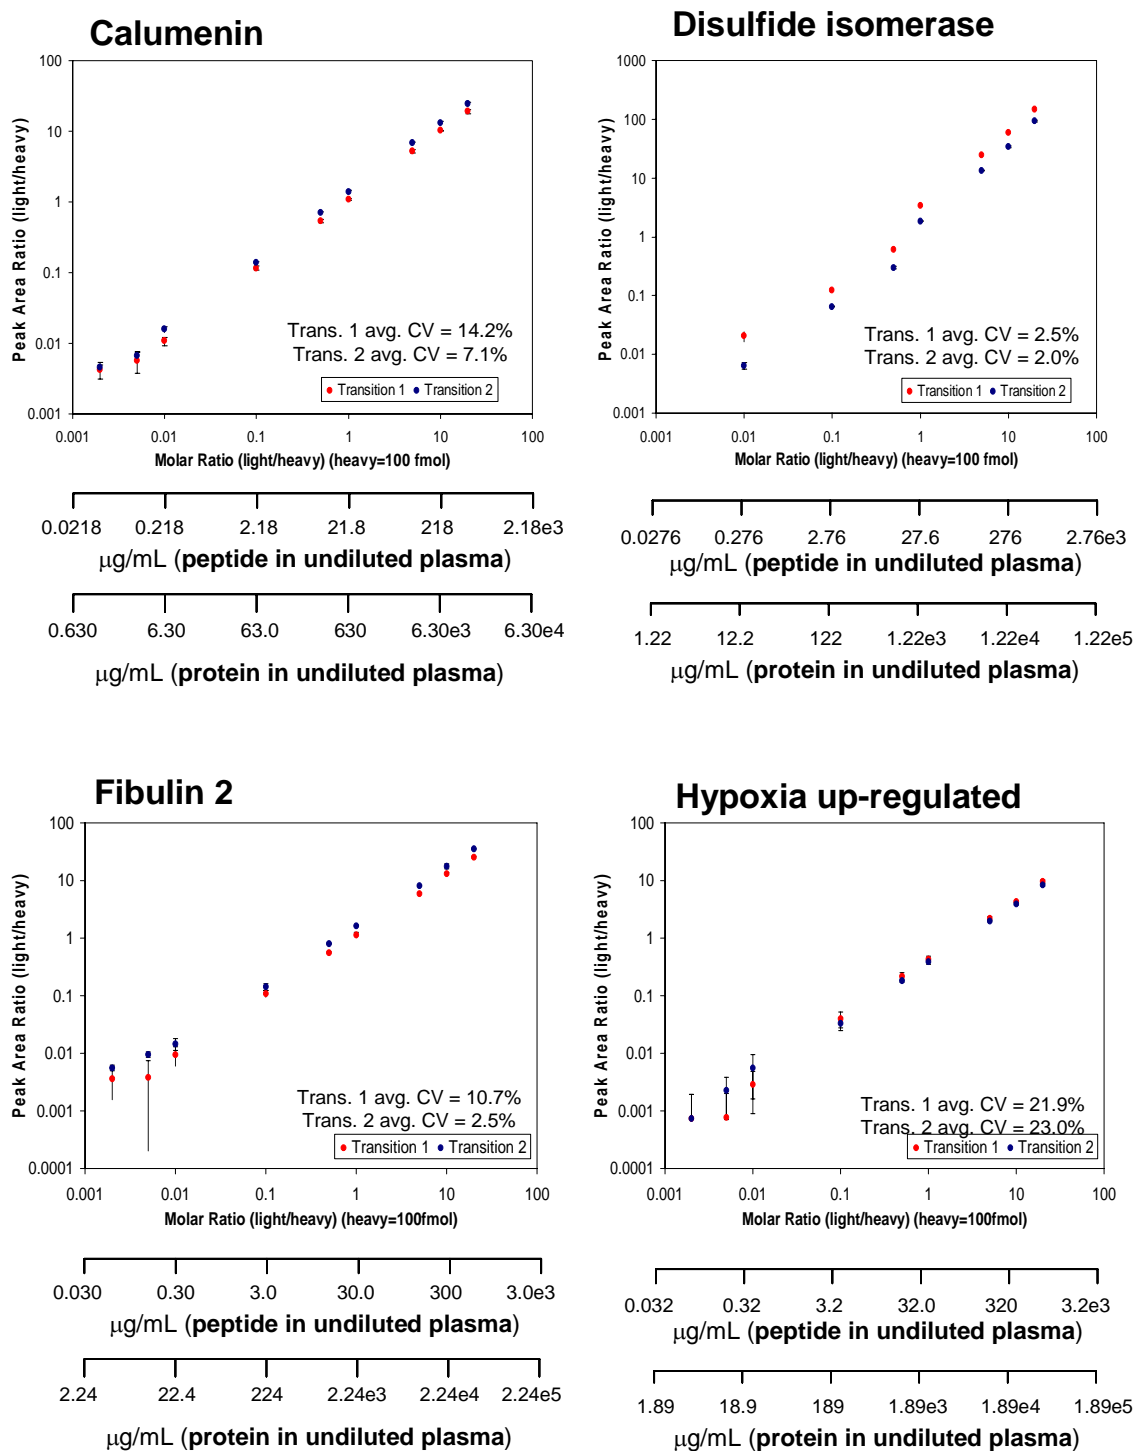 Calumenin
100
10
1
0.1
0.01
0.001
Peak Area Ratio (light/heavy)
Trans. 1 avg. CV = 14.2%
Trans. 2 avg. CV = 7.1%
Transition 1 Transition 2
0.001 0.01 0.1 1 10 100
Molar Ratio (light/heavy) (heavy=100 fmol)
0.0218 0.218 2.18 21.8 218 2.18e3
μg/mL (peptide in undiluted plasma)
0.630 6.30 63.0 630 6.30e3 6.30e4
μg/mL (protein in undiluted plasma)
Disulfide isomerase
1000
100
10
1
0.1
0.01
0.001
Peak Area Ratio (light/heavy)
Trans. 1 avg. CV = 2.5%
Trans. 2 avg. CV = 2.0%
Transition 1 Transition 2
0.001 0.01 0.1 1 10 100
Molar Ratio (light/heavy) (heavy=100 fmol)
0.0276 0.276 2.76 27.6 276 2.76e3
μg/mL (peptide in undiluted plasma)
1.22 12.2 122 1.22e3 1.22e4 1.22e5
μg/mL (protein in undiluted plasma)
Fibulin 2
100
10
1
0.1
0.01
0.001
0.0001
Peak Area Ratio (light/heavy)
Trans. 1 avg. CV = 10.7%
Trans. 2 avg. CV = 2.5%
Transition 1 Transition 2
0.001 0.01 0.1 1 10 100
Molar Ratio (light/heavy) (heavy=100fmol)
0.030 0.30 3.0 30.0 300 3.0e3
μg/mL (peptide in undiluted plasma)
2.24 22.4 224 2.24e3 2.24e4 2.24e5
μg/mL (protein in undiluted plasma)
Hypoxia up-regulated
100
10
1
0.1
0.01
0.001
0.0001
Peak Area Ratio (light/heavy)
Trans. 1 avg. CV = 21.9%
Trans. 2 avg. CV = 23.0%
Transition 1 Transition 2
0.001 0.01 0.1 1 10 100
Molar Ratio (light/heavy) (heavy=100fmol)
0.032 0.32 3.2 32.0 320 3.2e3
μg/mL (peptide in undiluted plasma)
1.89 18.9 189 1.89e3 1.89e4 1.89e5
μg/mL (protein in undiluted plasma)